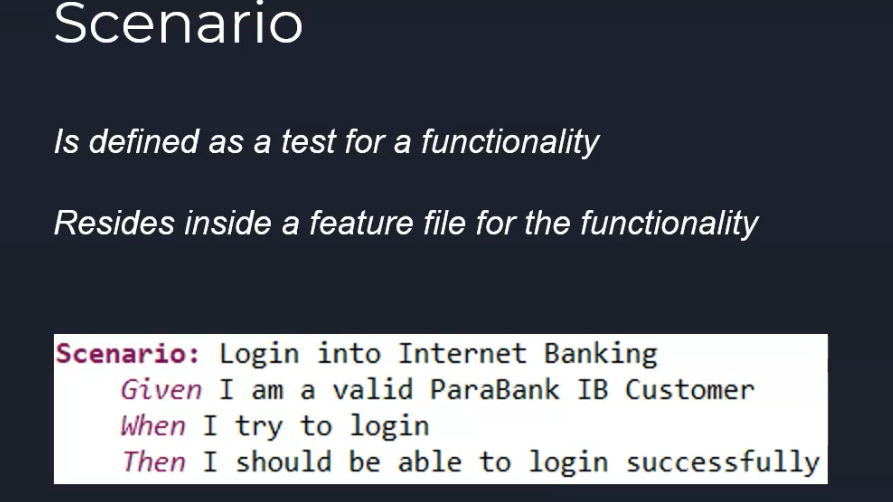 Scenario
Is defined as a test for a functionality
Resides inside a feature file for the functionality
Scenario: Login into Internet Banking
Given I am a valid ParaBank IB Customer
When I try to login
Then I should be able to login successfully